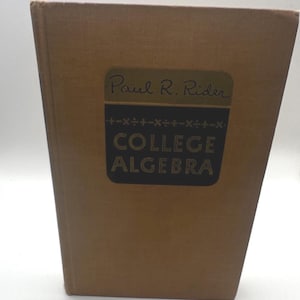 Paul R. Rider
+-×÷+-×÷+-×÷+-×
COLLEGE
ALGEBRA